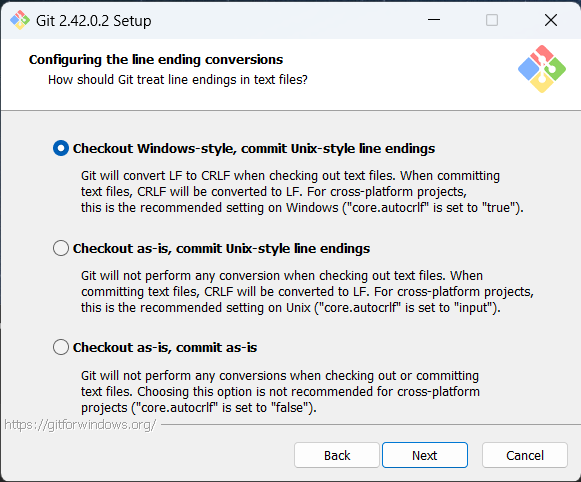 Git 2.42.0.2 Setup
Configuring the line ending conversions
How should Git treat line endings in text files?
Checkout Windows-style, commit Unix-style line endings
Git will convert LF to CRLF when checking out text files. When committing
text files, CRLF will be converted to LF. For cross-platform projects,
this is the recommended setting on Windows ("core.autocrlf" is set to "true").
Checkout as-is, commit Unix-style line endings
Git will not perform any conversion when checking out text files. When
committing text files, CRLF will be converted to LF. For cross-platform projects,
this is the recommended setting on Unix ("core.autocrlf" is set to "input").
Checkout as-is, commit as-is
Git will not perform any conversions when checking out or committing
text files. Choosing this option is not recommended for cross-platform
projects ("core.autocrlf" is set to "false").
https://gitforwindows.org/
Back Next Cancel